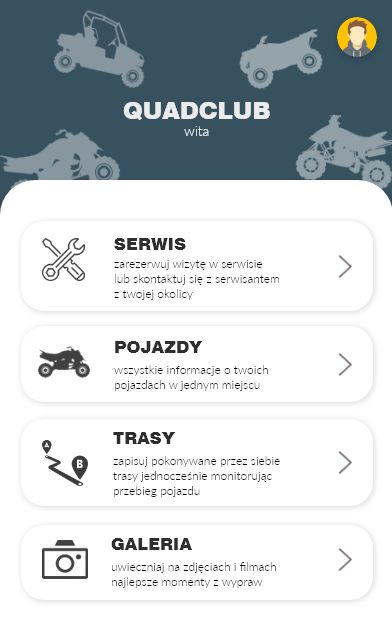 QUADCLUB
wita
SERWIS
zarezerwuj wizytę w serwisie
lub skontaktuj się z serwisantem
z twojej okolicy
POJAZDY
wszystkie informacje o twoich
pojazdach w jednym miejscu
A
B
TRASY
zapisuj pokonywane przez siebie
trasy jednocześnie monitorując
przebieg pojazdu
GALERIA
uwieczniaj na zdjęciach i filmach
najlepsze momenty z wypraw